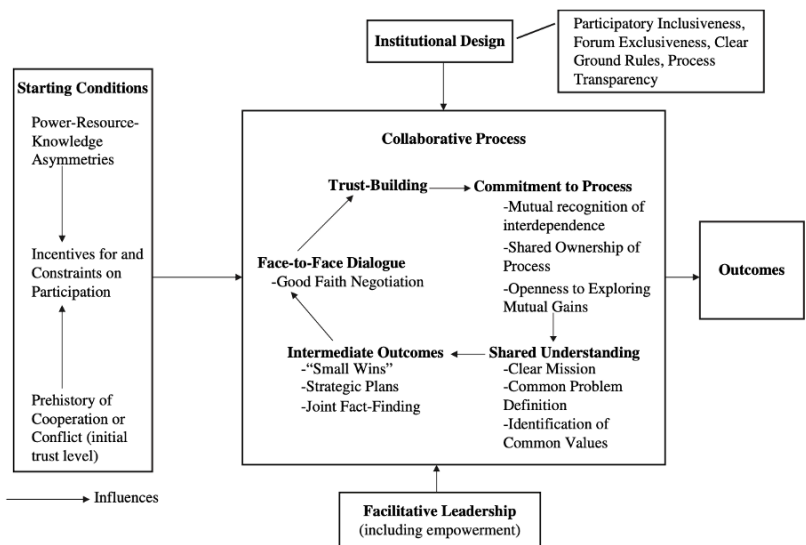 Institutional Design
Participatory Inclusiveness,
Forum Exclusiveness, Clear
Ground Rules, Process
Transparency
Starting Conditions
Power-Resource-
Knowledge
Asymmetries
Incentives for and
Constraints on
Participation
Prehistory of
Cooperation or
Conflict (initial
trust level)
Influences
Collaborative Process
Trust-Building
Commitment to Process
-Mutual recognition of
interdependence
-Shared Ownership of
Process
-Openness to Exploring
Mutual Gains
Face-to-Face Dialogue
-Good Faith Negotiation
Intermediate Outcomes
-“Small Wins”
-Strategic Plans
-Joint Fact-Finding
Shared Understanding
-Clear Mission
-Common Problem
Definition
-Identification of
Common Values
Outcomes
Facilitative Leadership
(including empowerment)